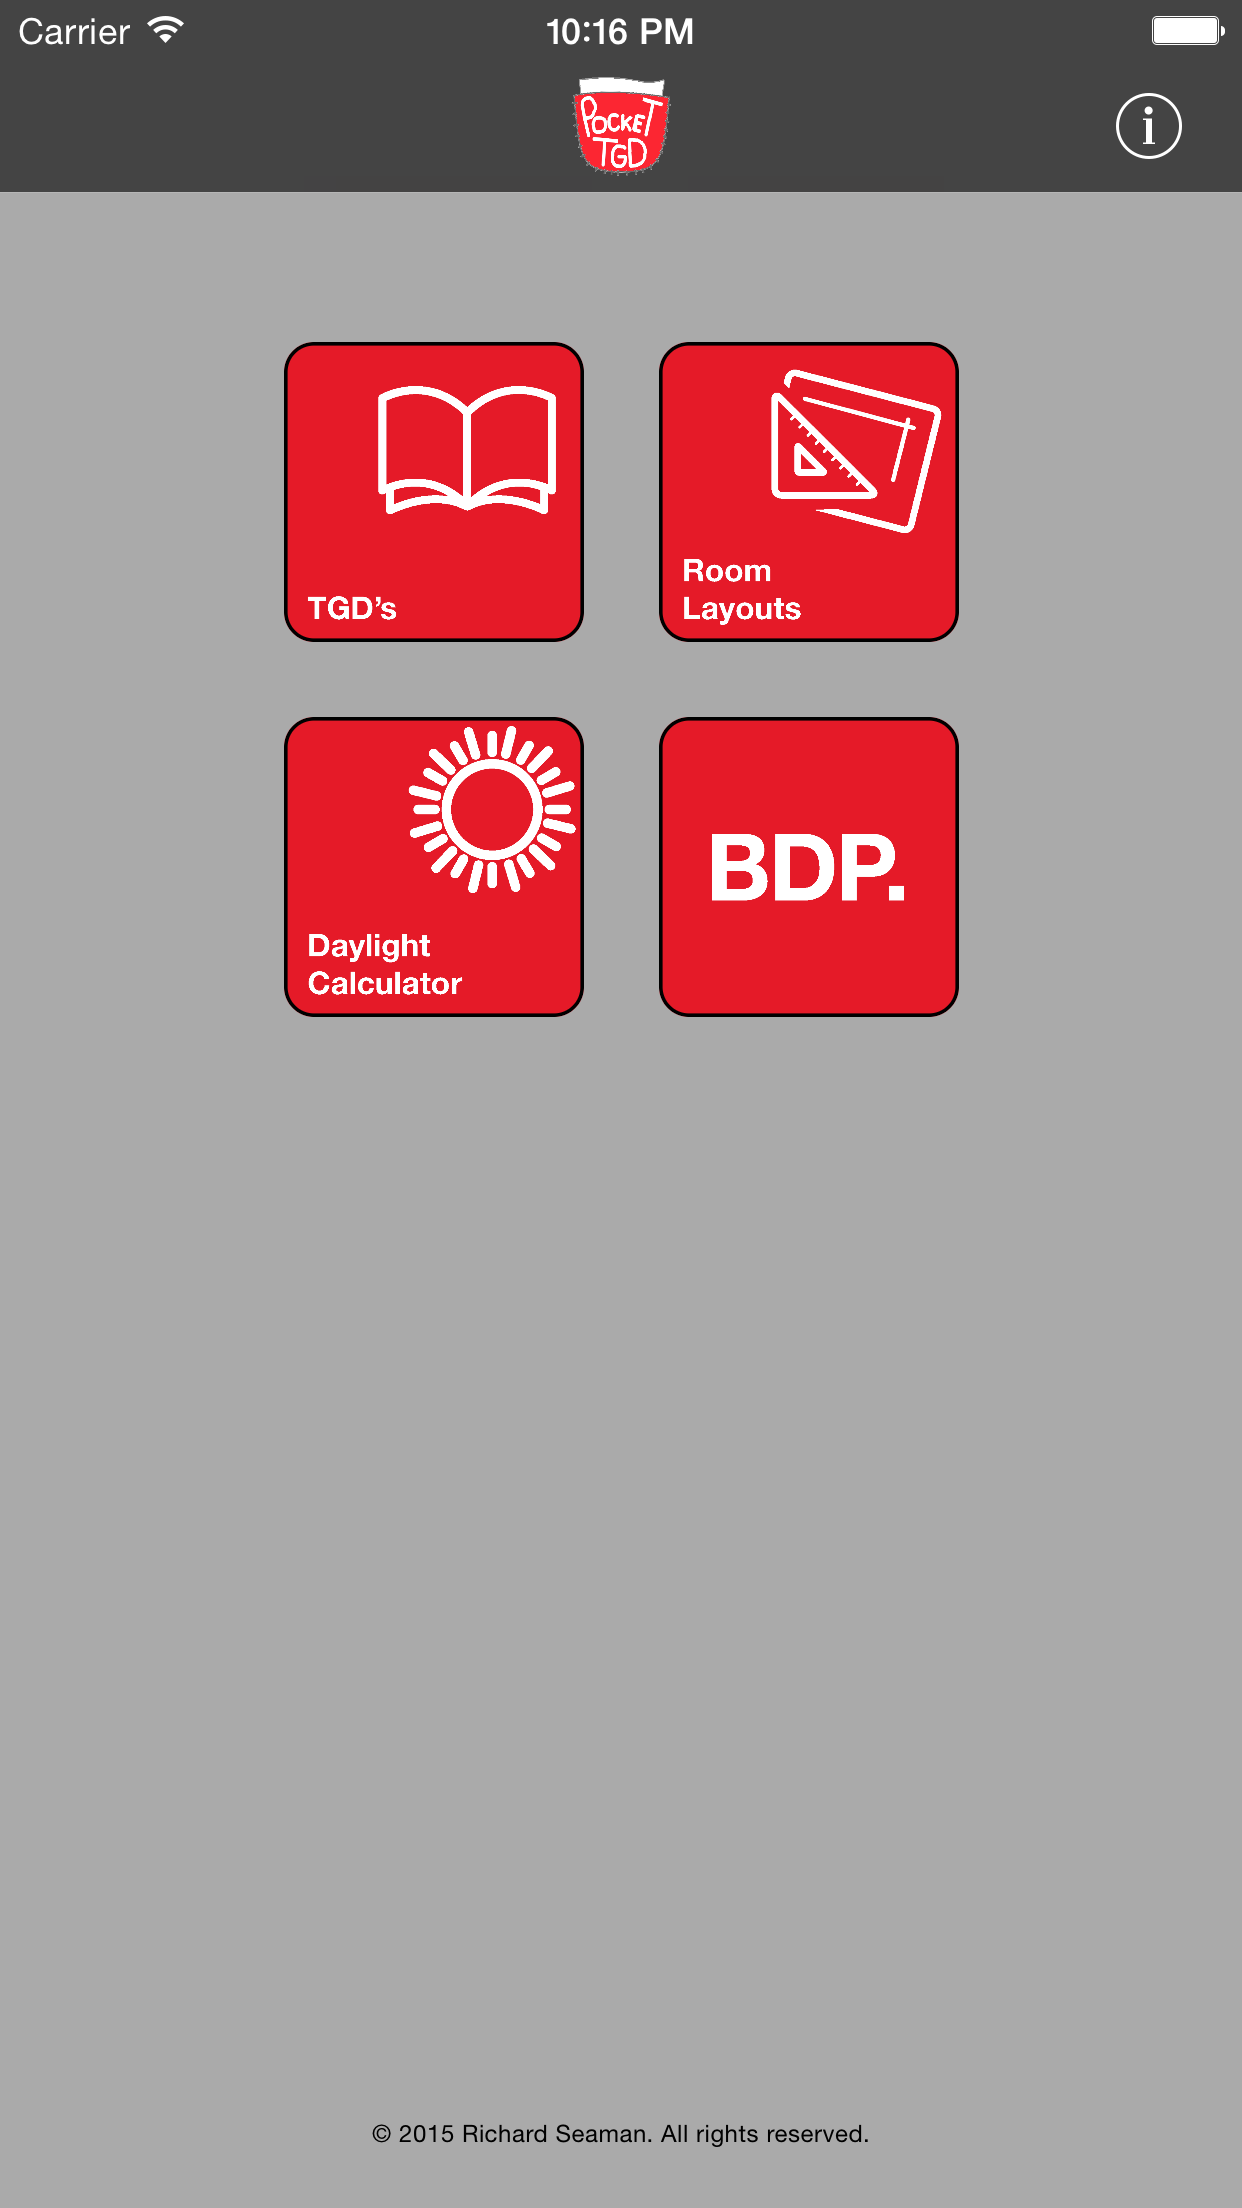 Carrier 10:16 PM
POCKET
TGD
i
TGD’s
Room
Layouts
Daylight
Calculator
BDP.
© 2015 Richard Seaman. All rights reserved.